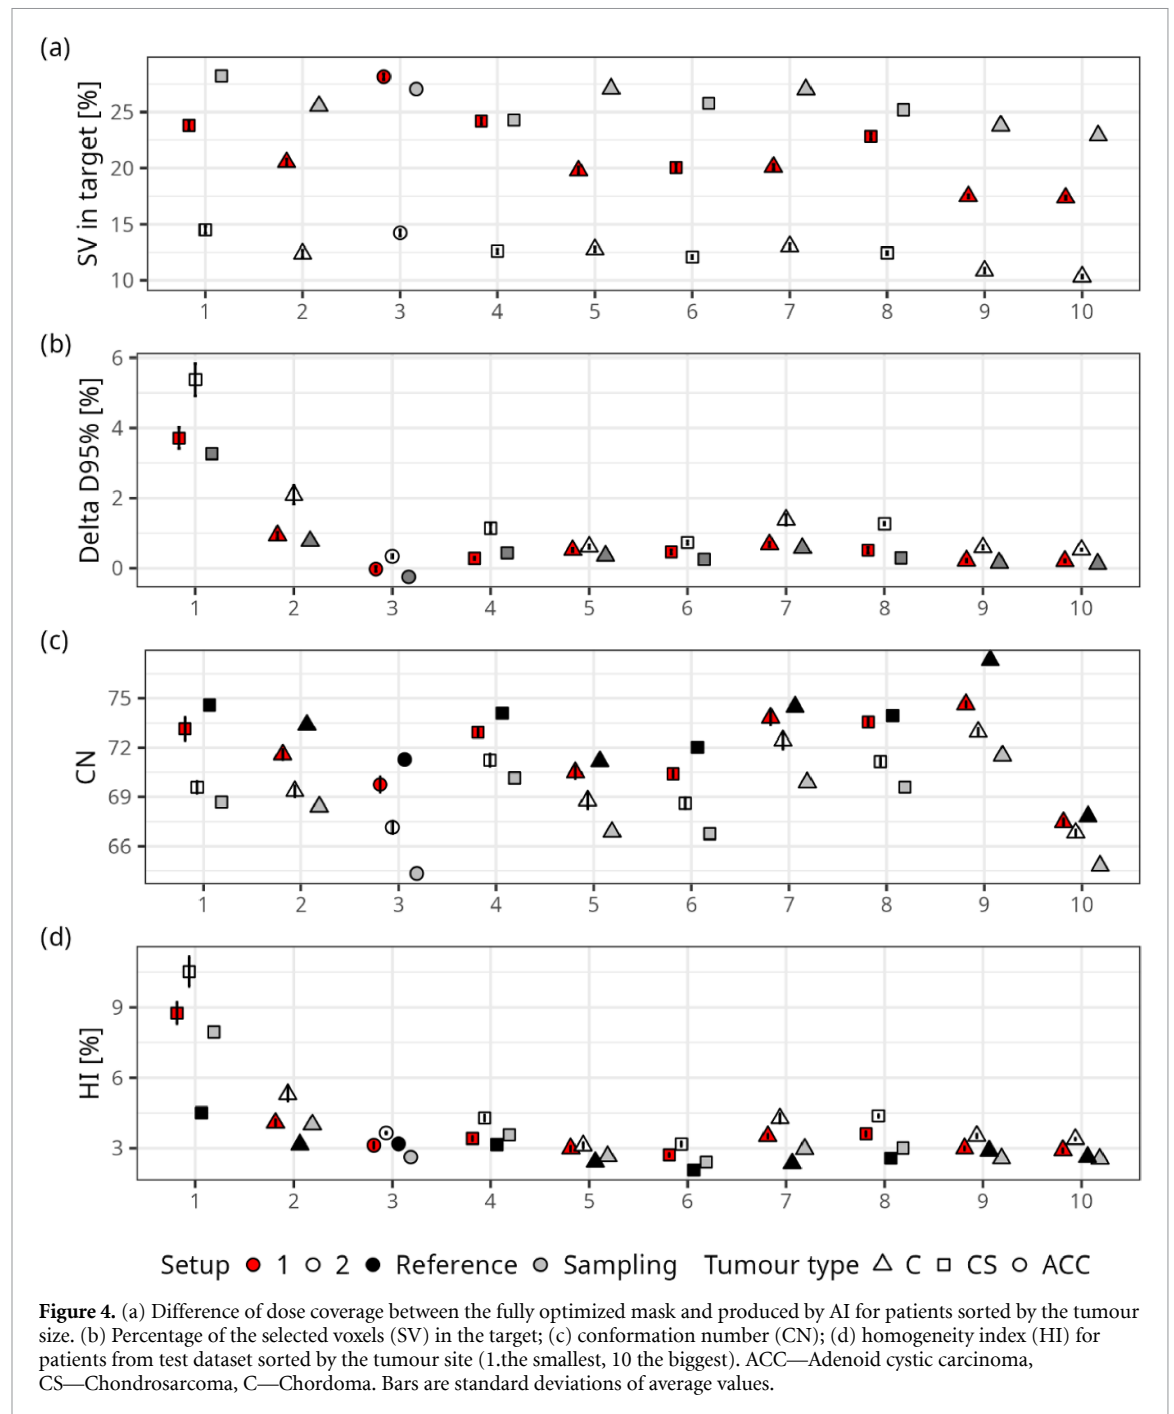 (a)
SV in target [%]
25
20
15
10
1 2 3 4 5 6 7 8 9 10
(b)
Delta D95% [%]
6
4
2
0
1 2 3 4 5 6 7 8 9 10
(c)
CN
75
72
69
66
1 2 3 4 5 6 7 8 9 10
(d)
HI [%]
9
6
3
1 2 3 4 5 6 7 8 9 10
Setup 1 2 Reference Sampling Tumour type C CS ACC
Figure 4. (a) Difference of dose coverage between the fully optimized mask and produced by AI for patients sorted by the tumour
size. (b) Percentage of the selected voxels (SV) in the target; (c) conformation number (CN); (d) homogeneity index (HI) for
patients from test dataset sorted by the tumour site (1.the smallest, 10 the biggest). ACC—Adenoid cystic carcinoma,
CS—Chondrosarcoma, C—Chordoma. Bars are standard deviations of average values.